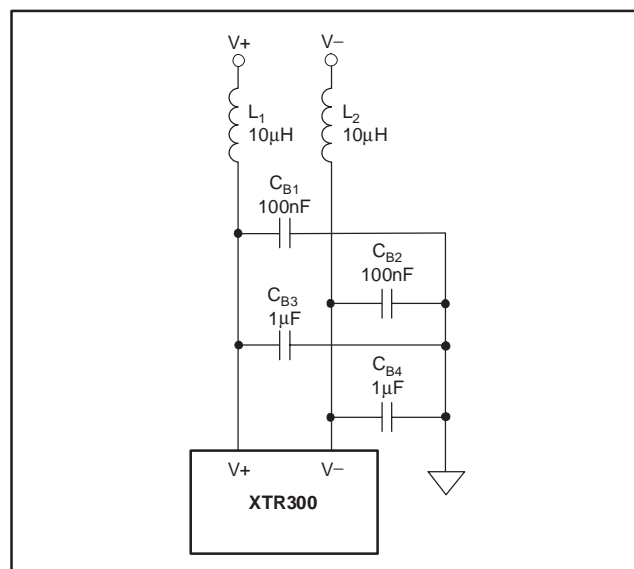 V+ V−
L1
10μH
L2
10μH
CB1
100nF
CB2
100nF
CB3
1μF
CB4
1μF
V+ V−
XTR300